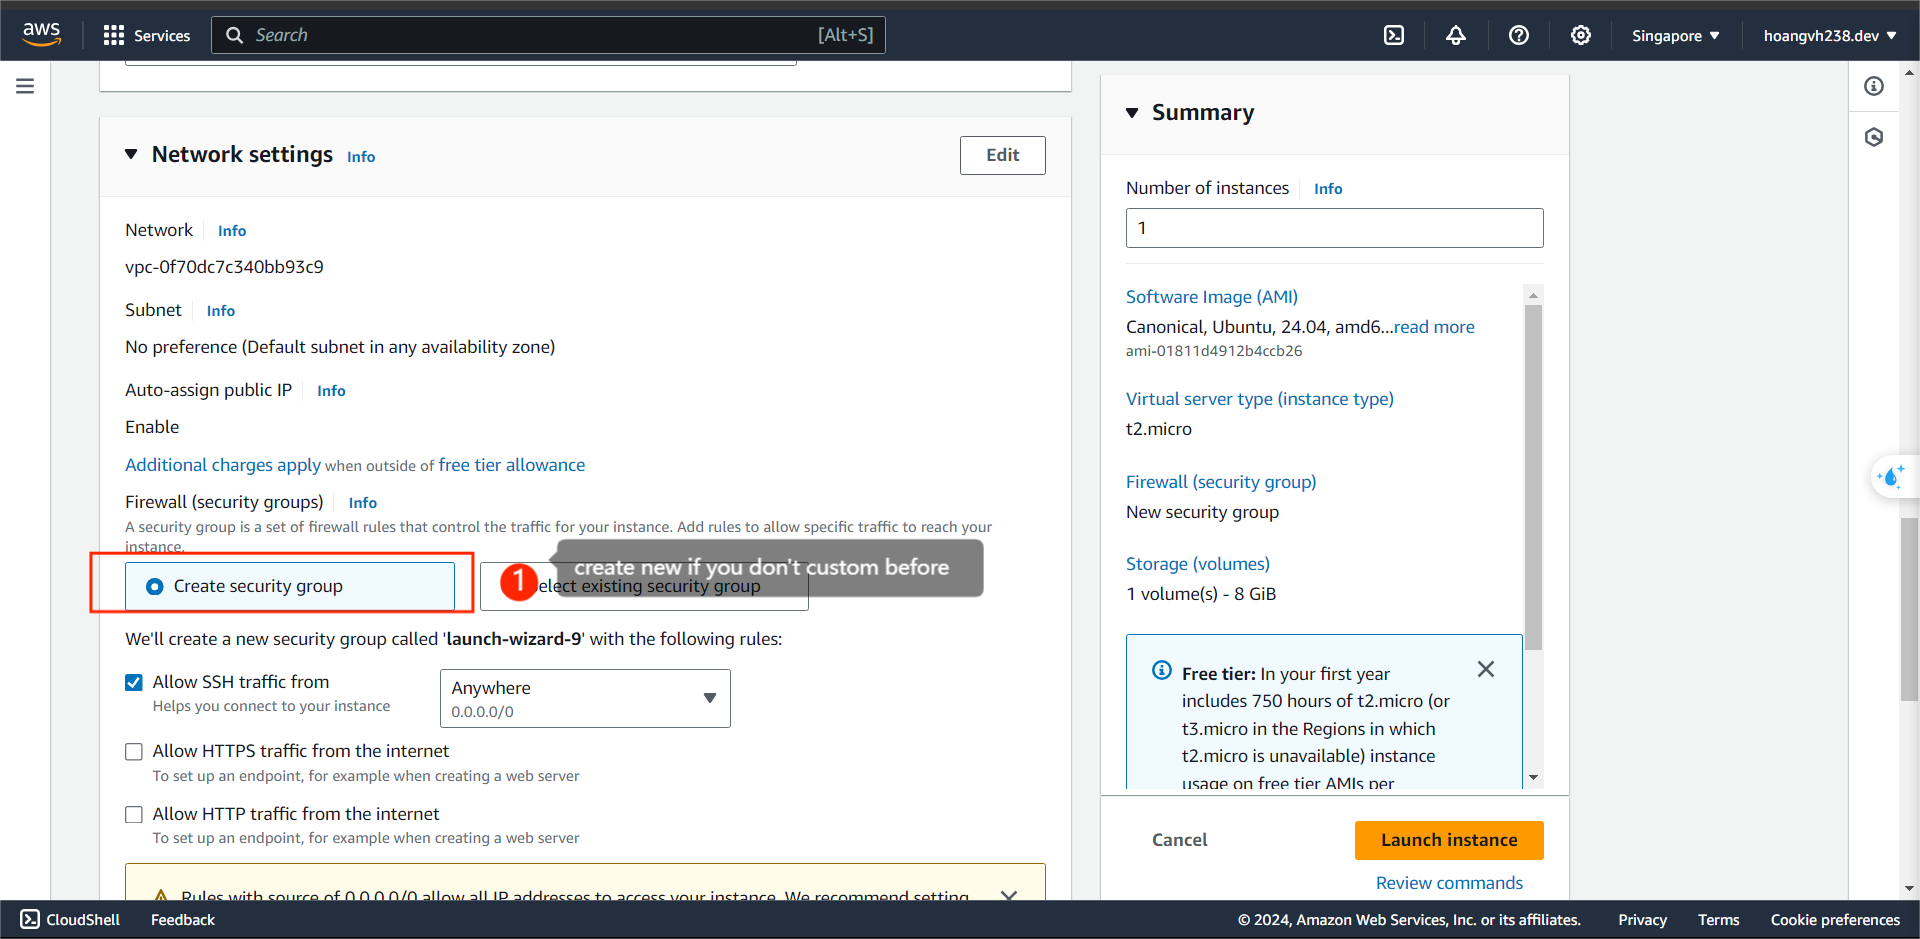 aws
Services
Search
[Alt+S]
Singapore
hoangvh238.dev
Network settings
Info
Edit
Network
Info
vpc-0f70dc7c340bb93c9
Subnet
Info
No preference (Default subnet in any availability zone)
Auto-assign public IP
Info
Enable
Additional charges apply when outside of free tier allowance
Firewall (security groups)
Info
A security group is a set of firewall rules that control the traffic for your instance. Add rules to allow specific traffic to reach your
instance.
create new if you don't custom before
Create security group
1
elect existing security group
We'll create a new security group called 'launch-wizard-9' with the following rules:
Allow SSH traffic from
Helps you connect to your instance
Anywhere
0.0.0.0/0
Allow HTTPS traffic from the internet
To set up an endpoint, for example when creating a web server
Allow HTTP traffic from the internet
To set up an endpoint, for example when creating a web server
Rules with source of 0.0.0.0/0 allow all IP addresses to access your instance. We recommend setting
Summary
Number of instances
Info
1
Software Image (AMI)
Canonical, Ubuntu, 24.04, amd6...read more
ami-01811d4912b4ccb26
Virtual server type (instance type)
t2.micro
Firewall (security group)
New security group
Storage (volumes)
1 volume(s) - 8 GiB
Free tier: In your first year
includes 750 hours of t2.micro (or
t3.micro in the Regions in which
t2.micro is unavailable) instance
usage on free tier AMIs per
Cancel
Launch instance
Review commands
CloudShell
Feedback
© 2024, Amazon Web Services, Inc. or its affiliates.
Privacy
Terms
Cookie preferences